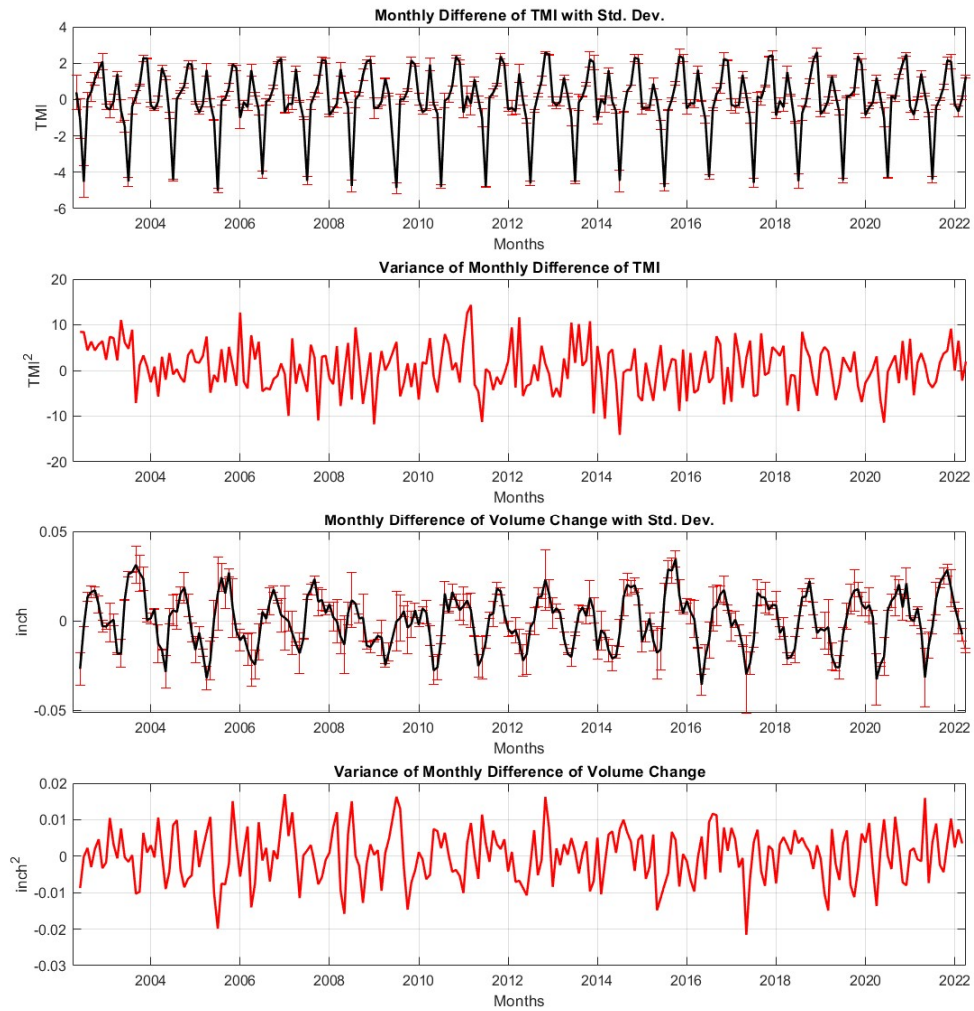 Monthly Differene of TMI with Std. Dev.
4
2
0
-2
-4
-6
TMI
2004 2006 2008 2010 2012 2014 2016 2018 2020 2022
Months
Variance of Monthly Difference of TMI
20
10
0
-10
-20
TMI²
2004 2006 2008 2010 2012 2014 2016 2018 2020 2022
Months
Monthly Difference of Volume Change with Std. Dev.
0.05
0
-0.05
inch
2004 2006 2008 2010 2012 2014 2016 2018 2020 2022
Months
Variance of Monthly Difference of Volume Change
0.02
0.01
0
-0.01
-0.02
-0.03
inch²
2004 2006 2008 2010 2012 2014 2016 2018 2020 2022
Months